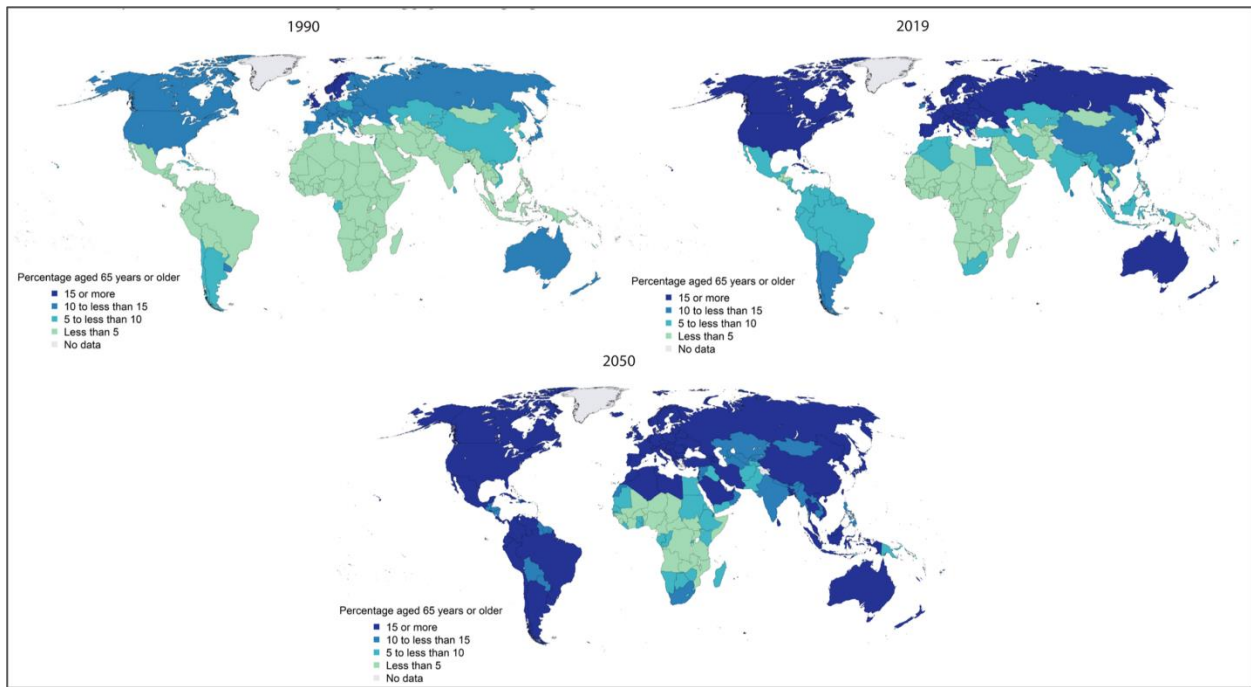 1990
2019
Percentage aged 65 years or older
15 or more
10 to less than 15
5 to less than 10
Less than 5
No data
Percentage aged 65 years or older
15 or more
10 to less than 15
5 to less than 10
Less than 5
No data
2050
Percentage aged 65 years or older
15 or more
10 to less than 15
5 to less than 10
Less than 5
No data